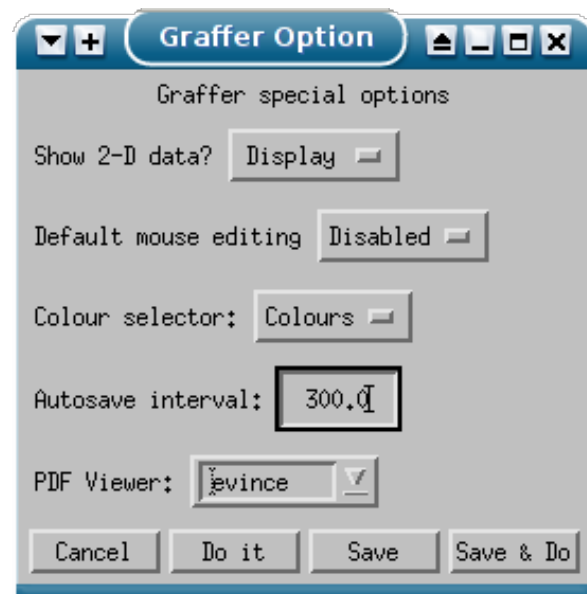 Graffer Option
Graffer special options
Show 2-D data? Display
Default mouse editing Disabled
Colour selector: Colours
Autosave interval: 300.0
PDF Viewer: evince
Cancel Do it Save Save & Do